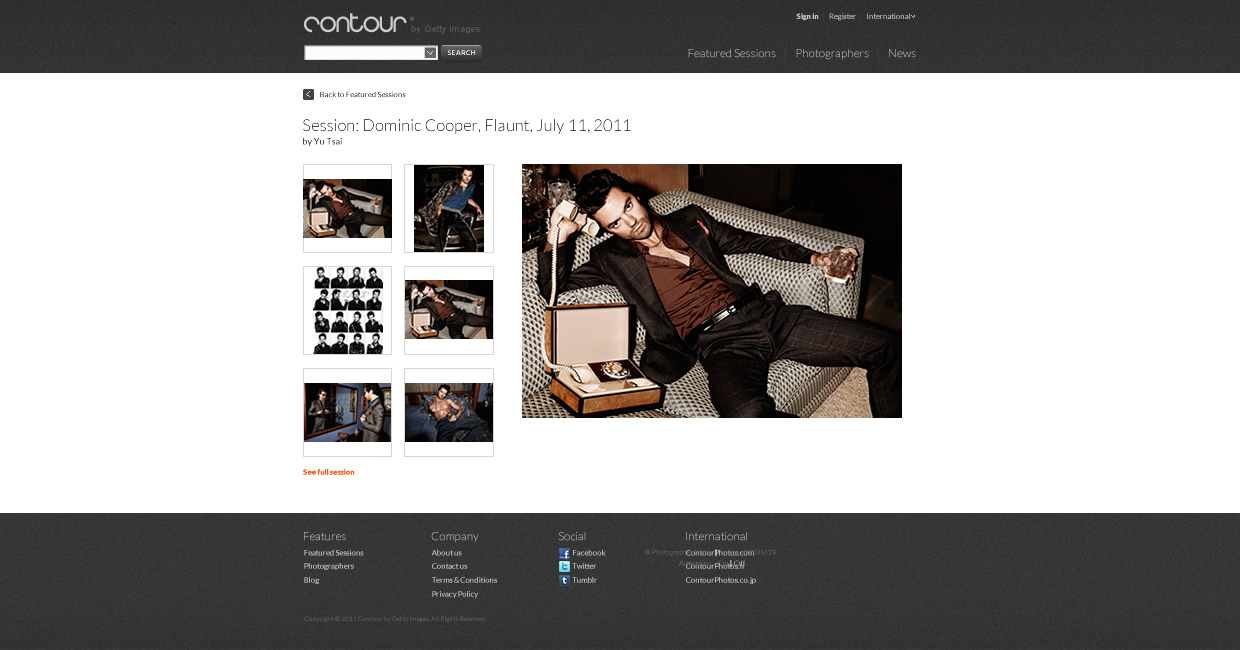 contour® by Getty Images
Sign in Register International
SEARCH
Featured Sessions Photographers News
Back to Featured Sessions
Session: Dominic Cooper, Flaunt, July 11, 2011
by Yu Tsai
See full session
Features Company Social International
Featured Sessions About us Facebook ContourPhotos.com
Photographers Contact us Twitter ContourPhotos.fr
Blog Terms & Conditions Tumblr ContourPhotos.co.jp
Privacy Policy
Copyright © 2011 Contour by Getty Images. All Rights Reserved.